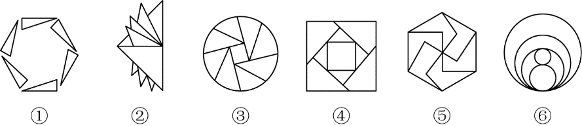 ① ② ③ ④ ⑤ ⑥